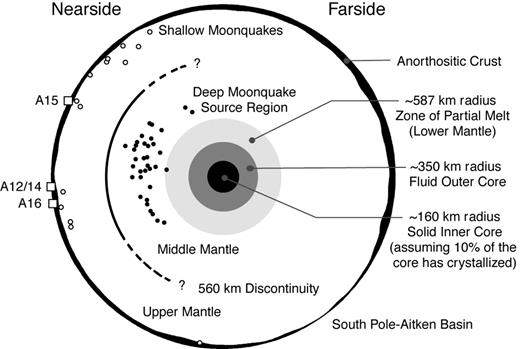 Nearside
Farside
Shallow Moonquakes
?
Anorthositic Crust
Deep Moonquake
Source Region
A15
~587 km radius
Zone of Partial Melt
(Lower Mantle)
~350 km radius
Fluid Outer Core
A12/14
A16
~160 km radius
Solid Inner Core
(assuming 10% of the
core has crystallized)
Middle Mantle
?
560 km Discontinuity
Upper Mantle
South Pole-Aitken Basin